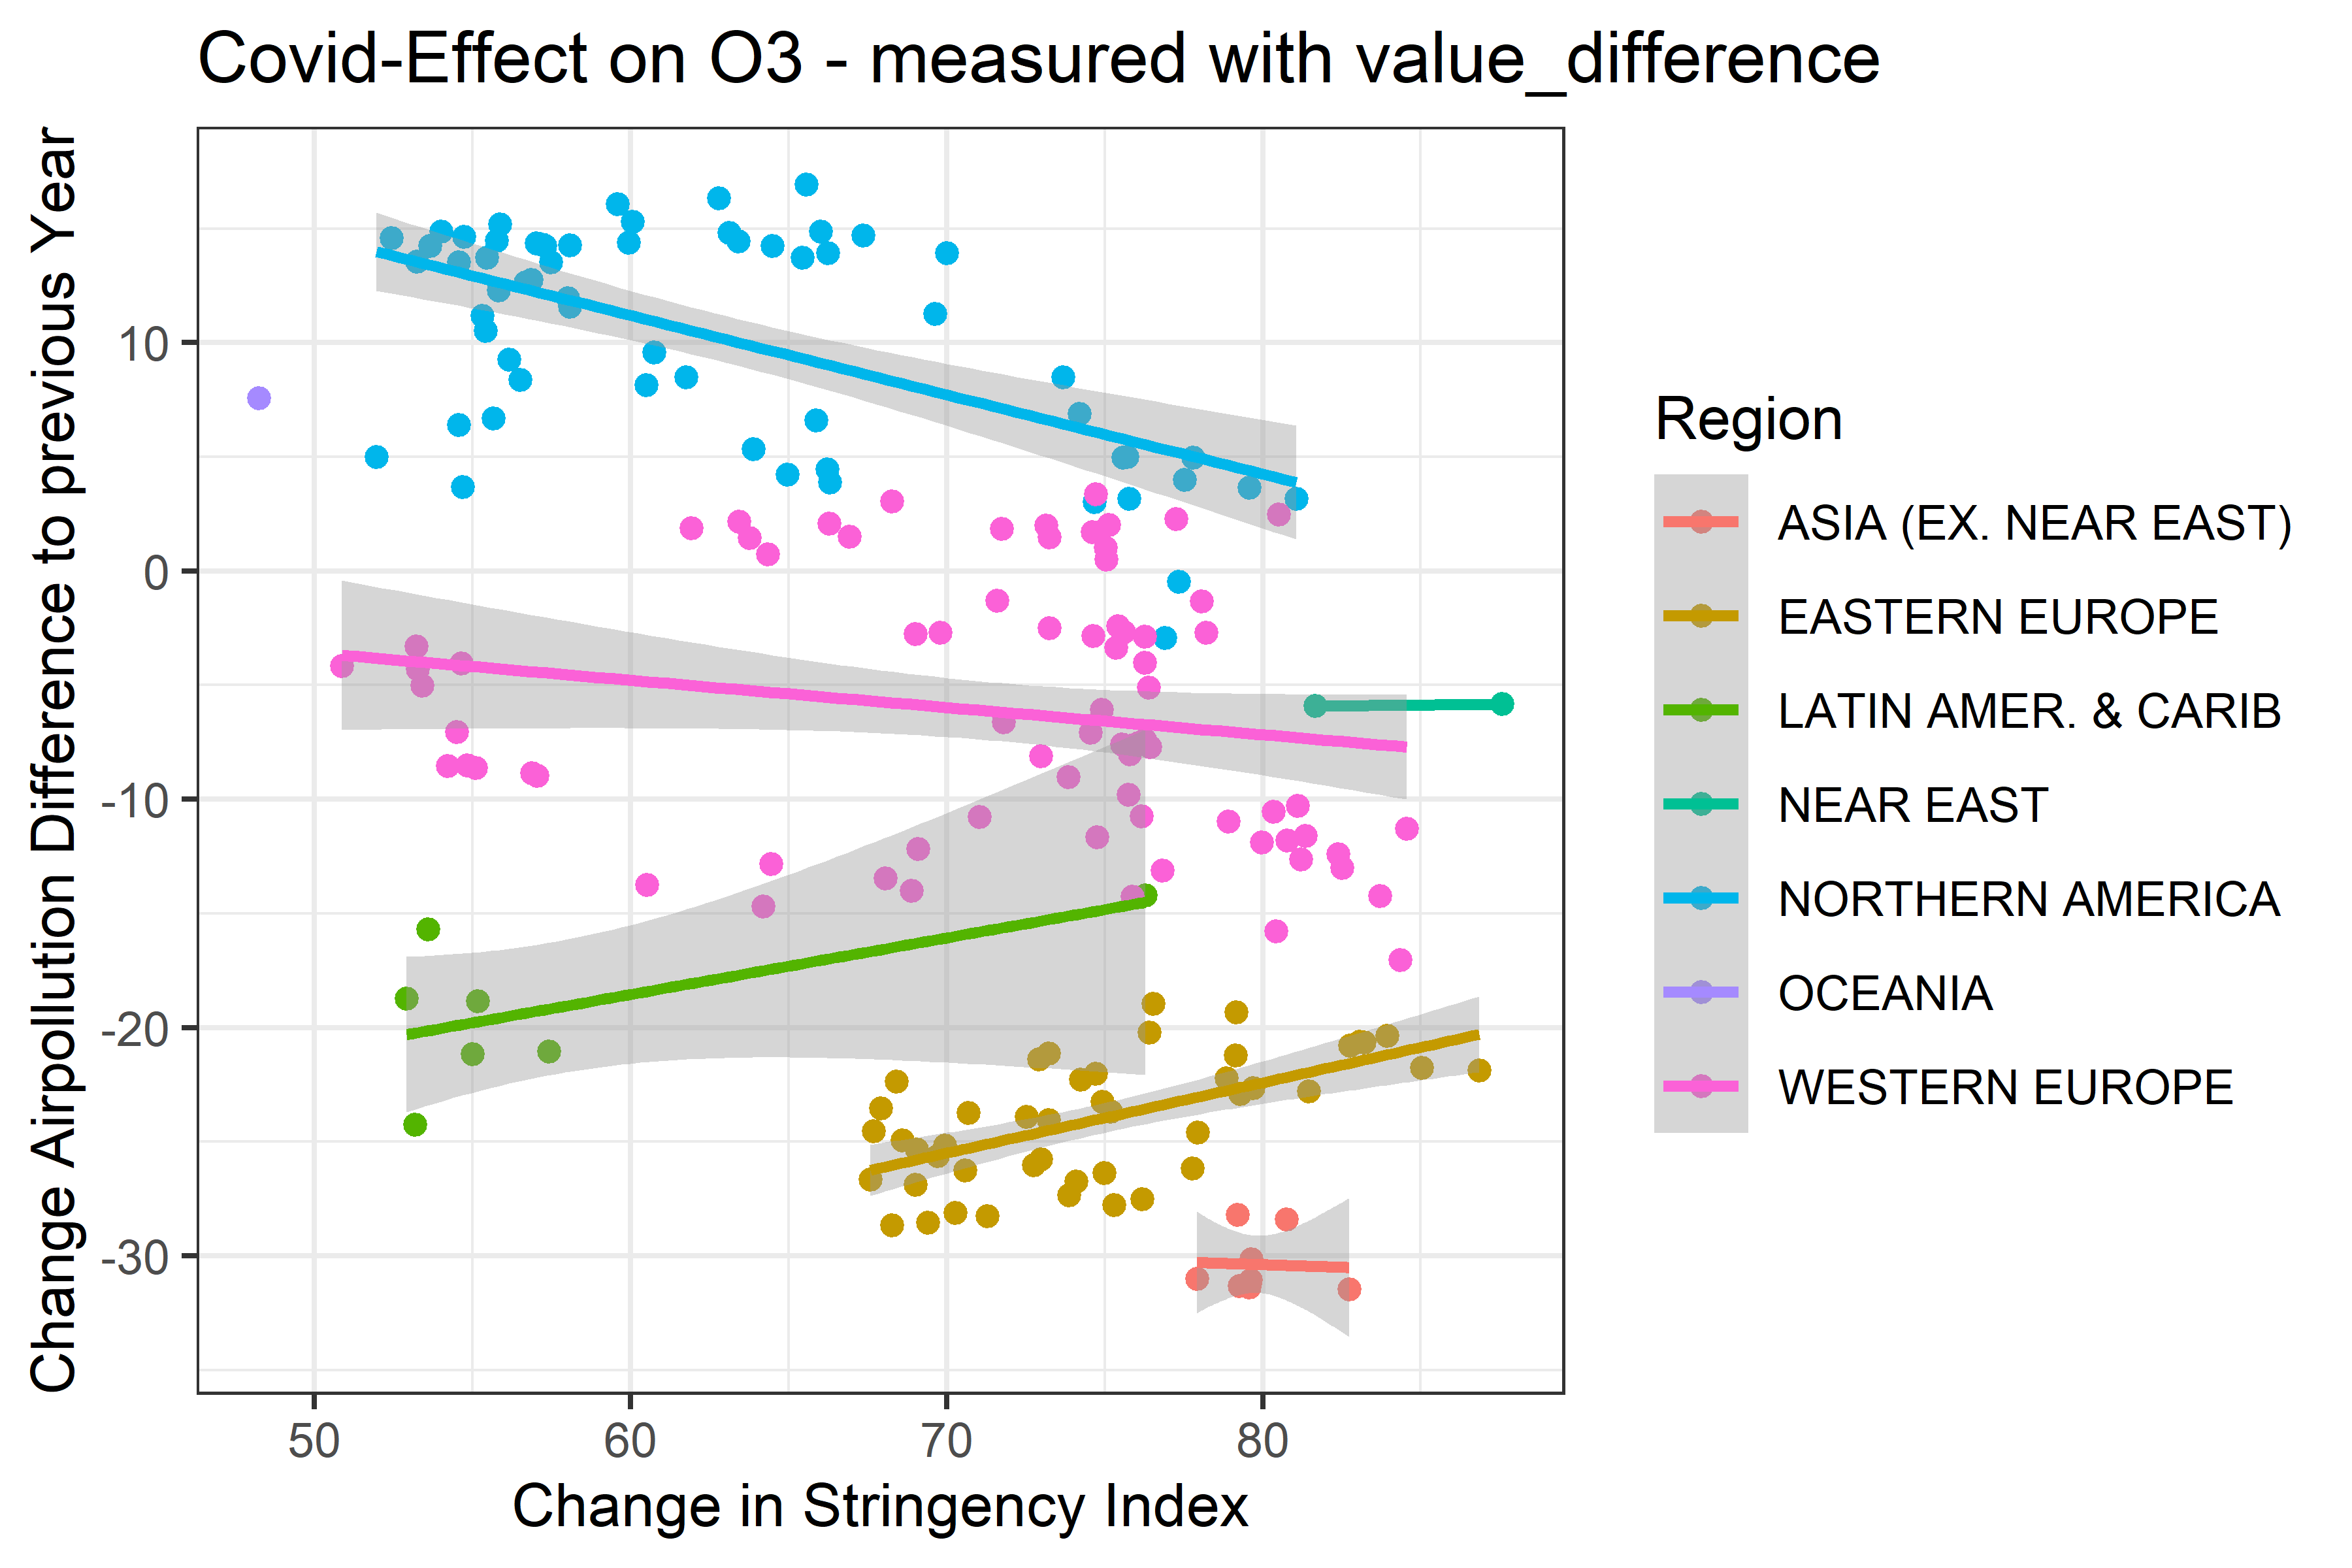 Covid-Effect on O3 - measured with value_difference
Change Airpollution Difference to previous Year
10
0
-10
-20
-30
50 60 70 80
Change in Stringency Index
Region
ASIA (EX. NEAR EAST)
EASTERN EUROPE
LATIN AMER. & CARIB
NEAR EAST
NORTHERN AMERICA
OCEANIA
WESTERN EUROPE